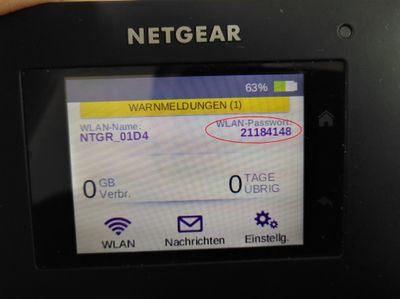 NETGEAR
63%
WARNMELDUNGEN (1)
WLAN-Name: WLAN-Passwort:
NTGR_01D4 21184148
0 GB Verbr. 0 TAGE ÜBRIG
WLAN Nachrichten Einstellg.